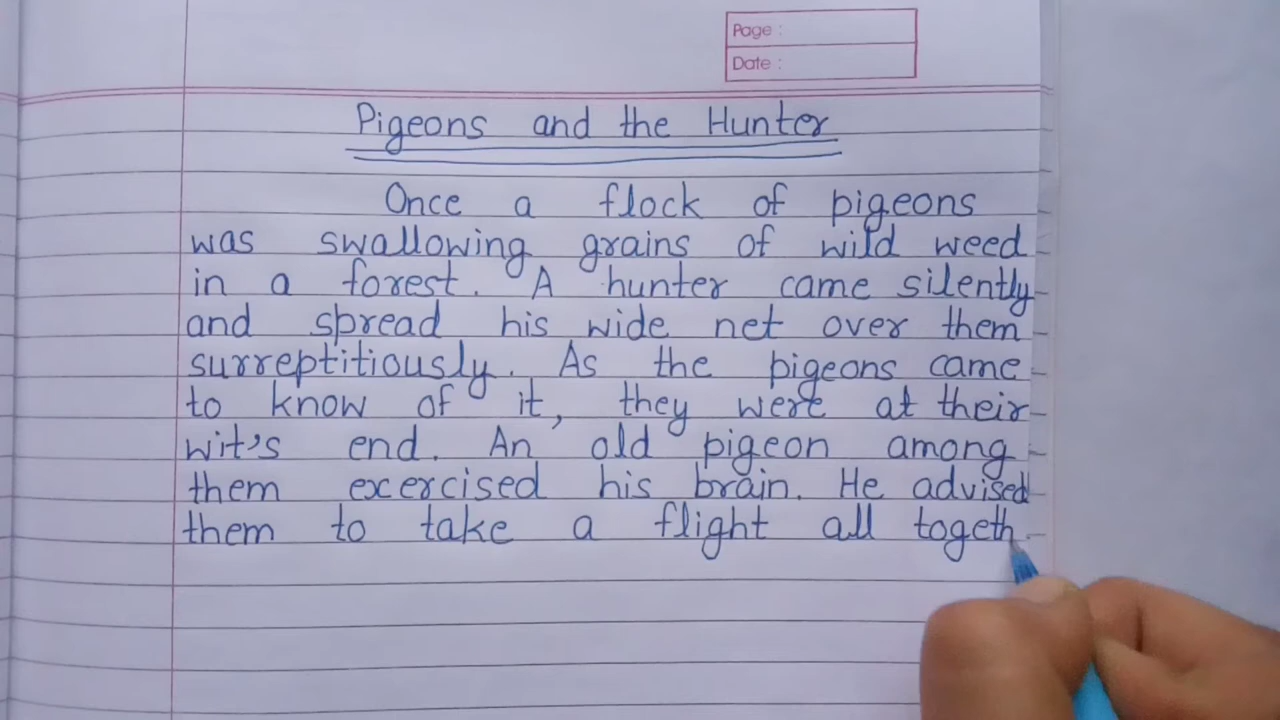 Page :
Date :
Pigeons and the Hunter
Once a flock of pigeons
was swallowing grains of wild weed
in a forest. A hunter came silently
and spread his wide net over them
surreptitiously. As the pigeons came
to know of it, they were at their
wit's end. An old pigeon among
them exercised his brain. He advised
them to take a flight all togeth